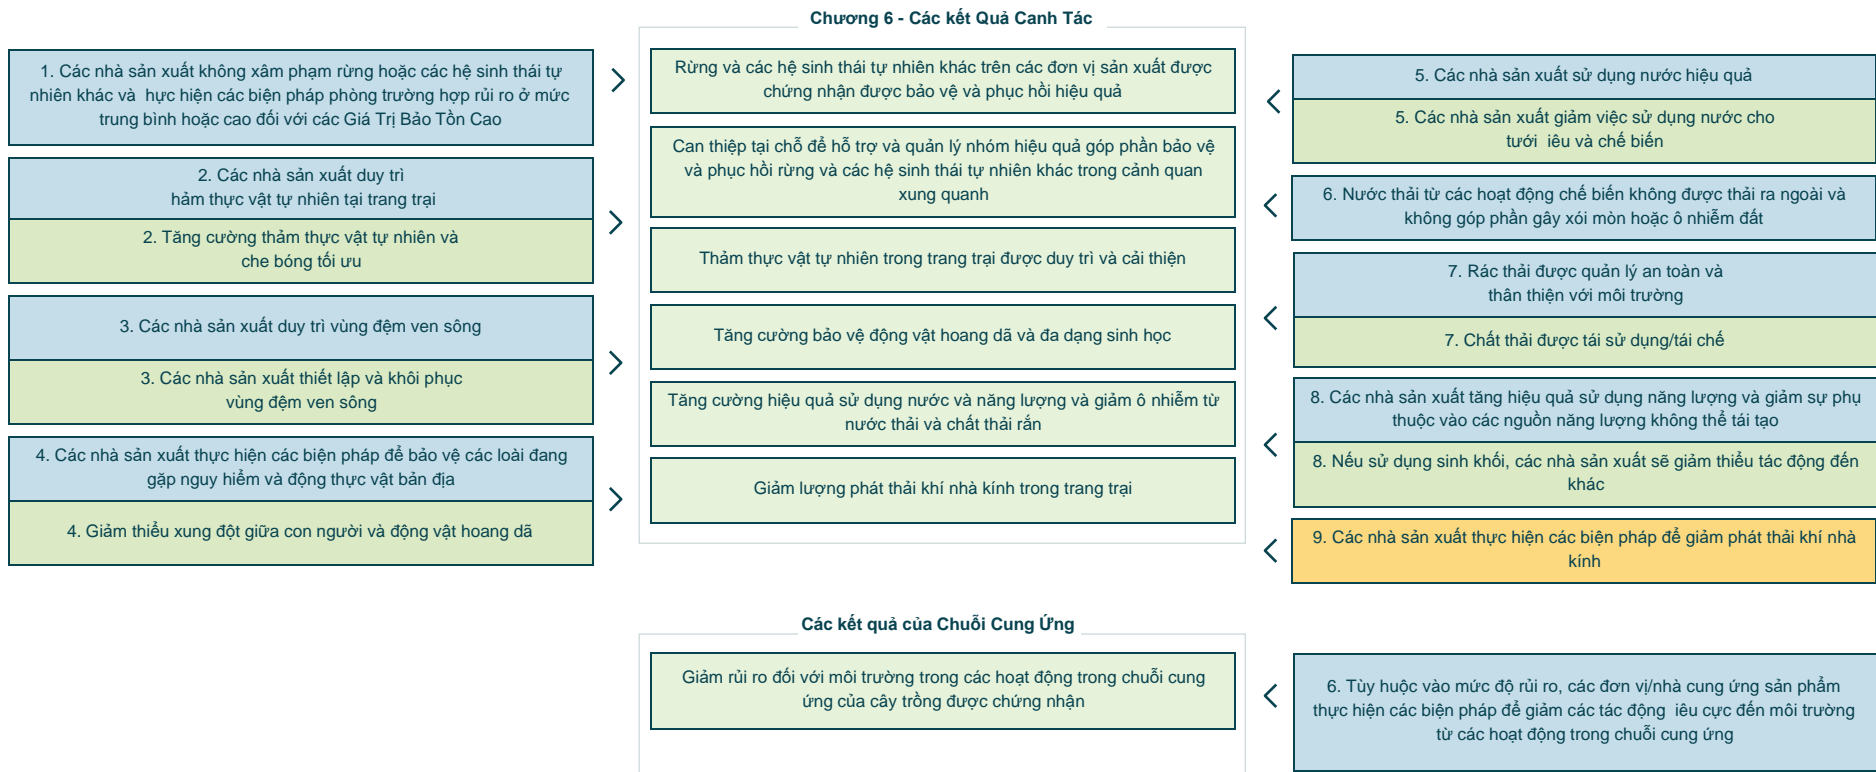 Chương 6 - Các kết Quả Canh Tác
1. Các nhà sản xuất không xâm phạm rừng hoặc các hệ sinh thái tự
nhiên khác và hực hiện các biện pháp phòng trường hợp rủi ro ở mức
trung bình hoặc cao đối với các Giá Trị Bảo Tồn Cao
2. Các nhà sản xuất duy trì
hảm thực vật tự nhiên tại trang trại
2. Tăng cường thảm thực vật tự nhiên và
che bóng tối ưu
3. Các nhà sản xuất duy trì vùng đệm ven sông
3. Các nhà sản xuất thiết lập và khôi phục
vùng đệm ven sông
4. Các nhà sản xuất thực hiện các biện pháp để bảo vệ các loài đang
gặp nguy hiểm và động thực vật bản địa
4. Giảm thiểu xung đột giữa con người và động vật hoang dã
Rừng và các hệ sinh thái tự nhiên khác trên các đơn vị sản xuất được
chứng nhận được bảo vệ và phục hồi hiệu quả
Can thiệp tại chỗ để hỗ trợ và quản lý nhóm hiệu quả góp phần bảo vệ
và phục hồi rừng và các hệ sinh thái tự nhiên khác trong cảnh quan
xung quanh
Thảm thực vật tự nhiên trong trang trại được duy trì và cải thiện
Tăng cường bảo vệ động vật hoang dã và đa dạng sinh học
Tăng cường hiệu quả sử dụng nước và năng lượng và giảm ô nhiễm từ
nước thải và chất thải rắn
Giảm lượng phát thải khí nhà kính trong trang trại
5. Các nhà sản xuất sử dụng nước hiệu quả
5. Các nhà sản xuất giảm việc sử dụng nước cho
tưới iêu và chế biến
6. Nước thải từ các hoạt động chế biến không được thải ra ngoài và
không góp phần gây xói mòn hoặc ô nhiễm đất
7. Rác thải được quản lý an toàn và
thân thiện với môi trường
7. Chất thải được tái sử dụng/tái chế
8. Các nhà sản xuất tăng hiệu quả sử dụng năng lượng và giảm sự phụ
thuộc vào các nguồn năng lượng không thể tái tạo
8. Nếu sử dụng sinh khối, các nhà sản xuất sẽ giảm thiểu tác động đến
khác
9. Các nhà sản xuất thực hiện các biện pháp để giảm phát thải khí nhà
kính
Các kết quả của Chuỗi Cung Ứng
Giảm rủi ro đối với môi trường trong các hoạt động trong chuỗi cung
ứng của cây trồng được chứng nhận
6. Tùy huộc vào mức độ rủi ro, các đơn vị/nhà cung ứng sản phẩm
thực hiện các biện pháp để giảm các tác động iêu cực đến môi trường
từ các hoạt động trong chuỗi cung ứng